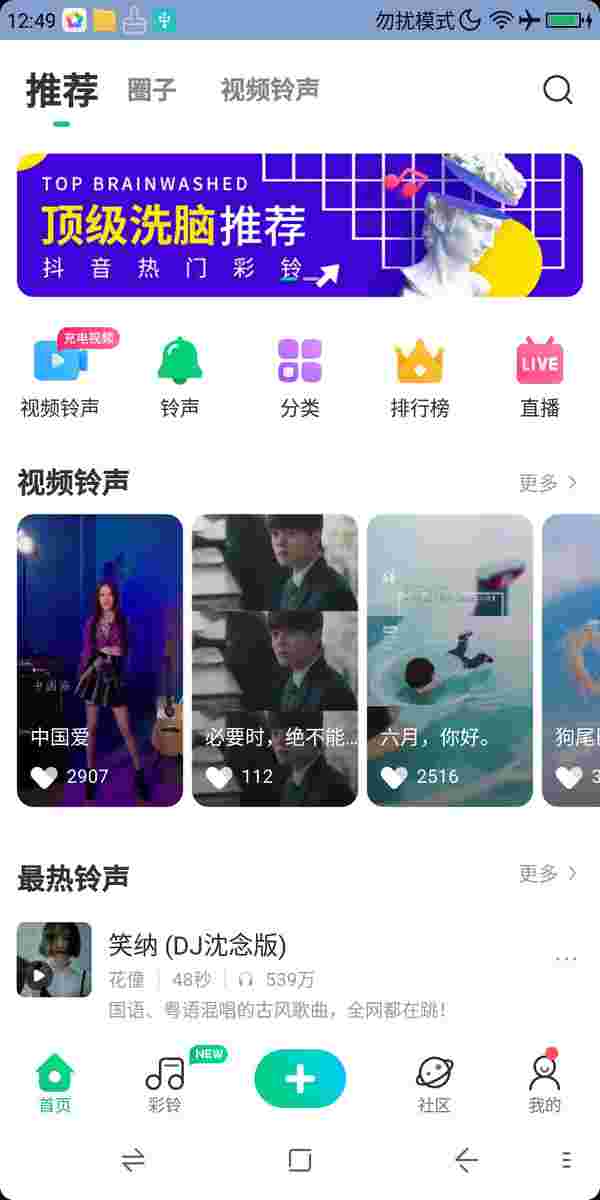 12:49
勿扰模式
推荐 圈子 视频铃声
TOP BRAINWASHED
顶级洗脑推荐
抖音热门彩铃
充电视频
LIVE
视频铃声 铃声 分类 排行榜 直播
视频铃声 更多
中国爱 必要时，绝不能... 六月，你好。 狗尾
2907 112 2516 3
最热铃声 更多
笑纳 (DJ沈念版)
花僮 48秒 539万
国语、粤语混唱的古风歌曲，全网都在跳！
NEW
首页 彩铃 社区 我的